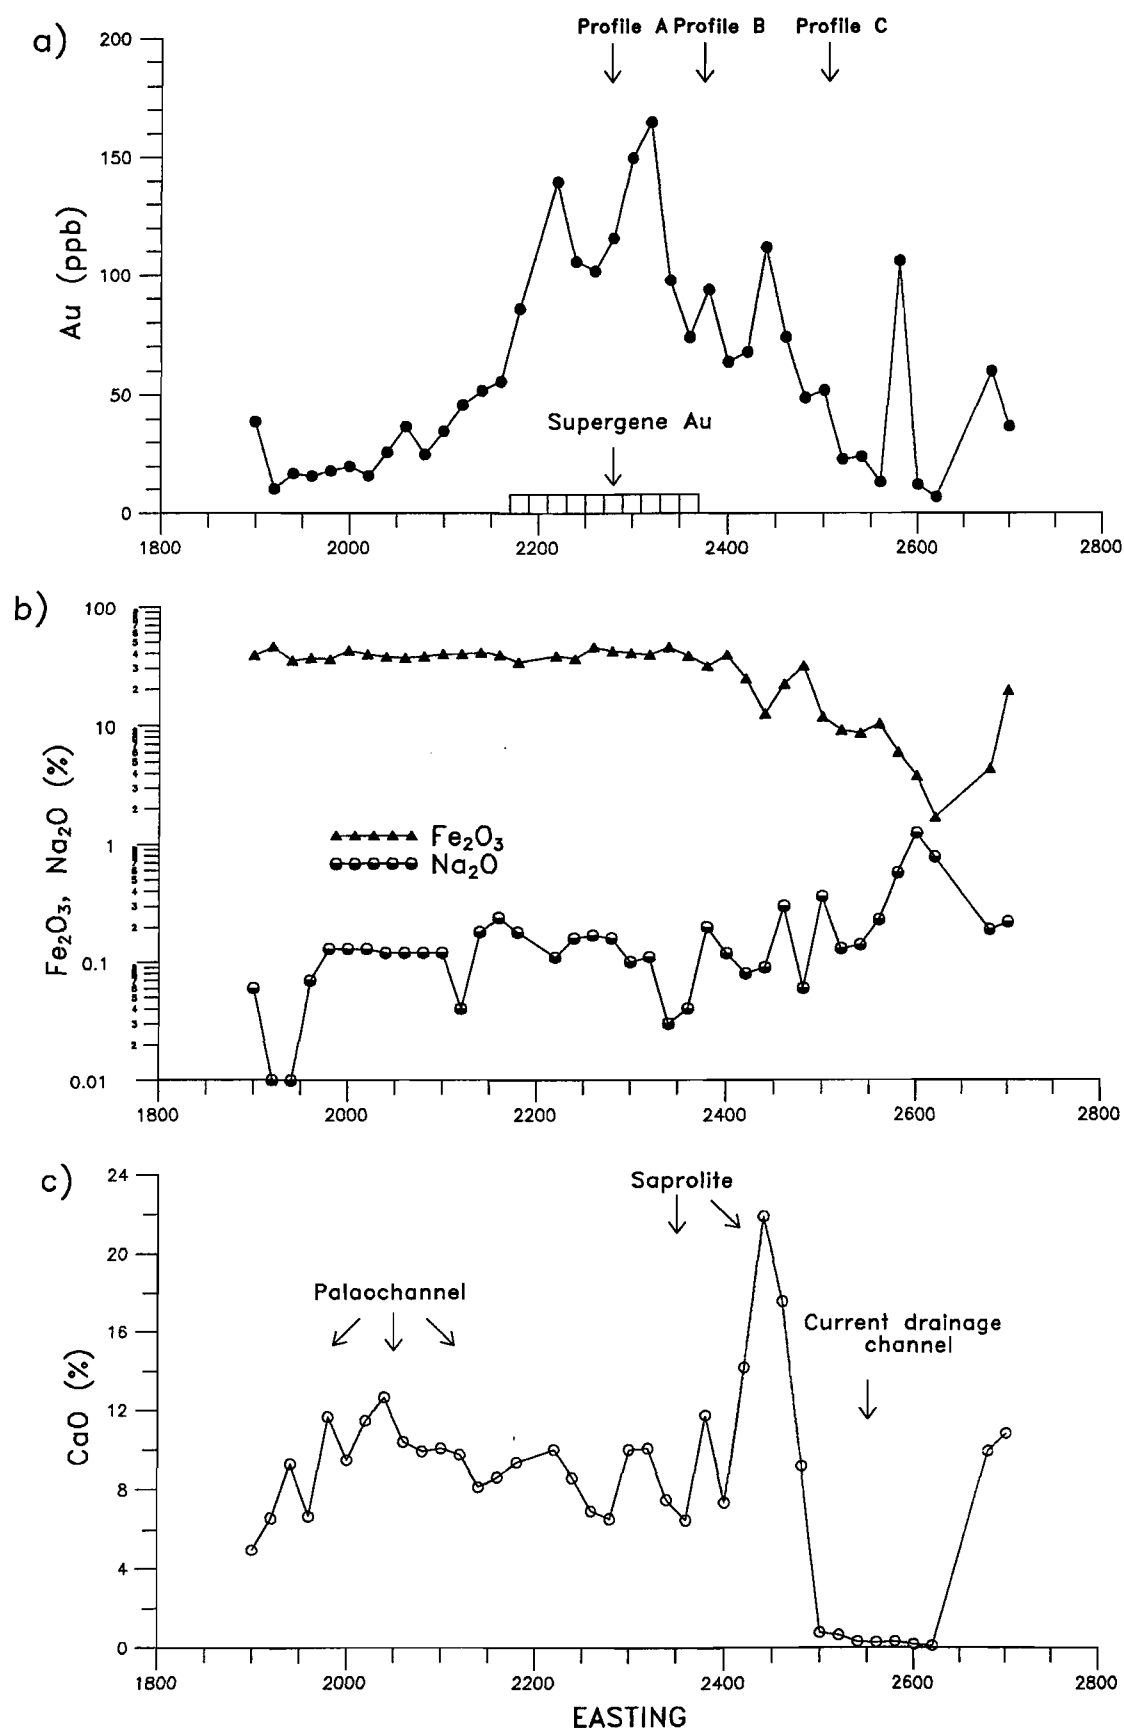 a)
Profile A Profile B Profile C
200
150
100
50
0
Au (ppb)
Supergene Au
1800 2000 2200 2400 2600 2800
b)
100
10
1
0.1
0.01
Fe₂O₃, Na₂O (%)
Fe₂O₃
Na₂O
1800 2000 2200 2400 2600 2800
c)
24
20
16
12
8
4
0
CaO (%)
Saprolite
Palaochannel
Current drainage
channel
1800 2000 2200 2400 2600 2800
EASTING